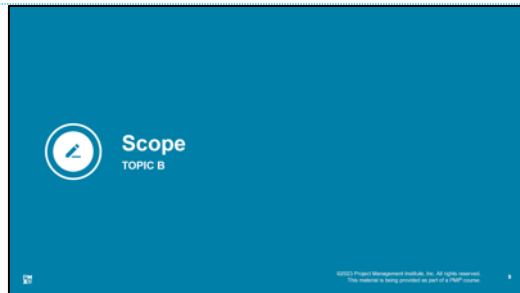 Scope
TOPIC B
©2023 Project Management Institute, Inc. All rights reserved.
This material is being provided as part of a PMP® course.